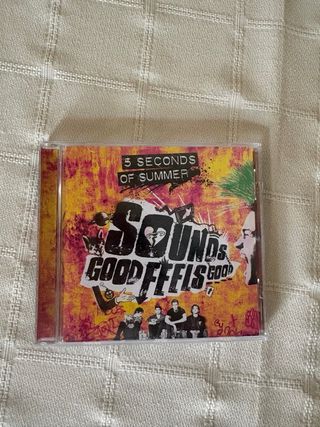 5 SECONDS
OF SUMMER
SOUNDS
GOOD FEELS GOOD